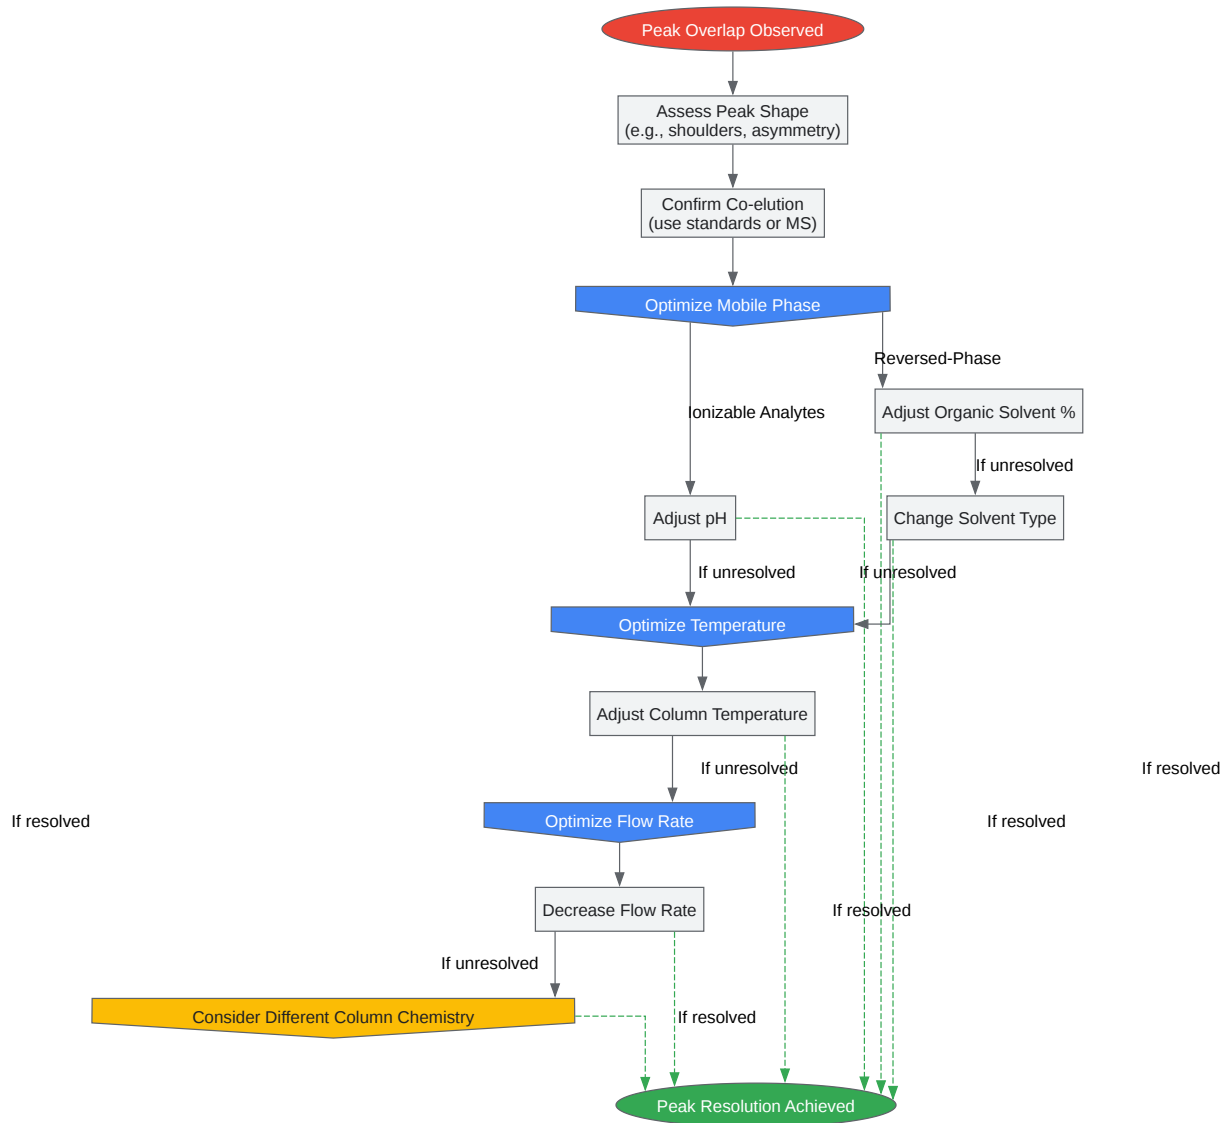 Peak Overlap Observed
Assess Peak Shape
(e.g., shoulders, asymmetry)
Confirm Co-elution
(use standards or MS)
Optimize Mobile Phase
Reversed-Phase
Ionizable Analytes
Adjust Organic Solvent %
If unresolved
Adjust pH
Change Solvent Type
If unresolved
If unresolved
Optimize Temperature
Adjust Column Temperature
If unresolved
If resolved
If resolved
Optimize Flow Rate
If resolved
Decrease Flow Rate
If resolved
If unresolved
Consider Different Column Chemistry
If resolved
Peak Resolution Achieved